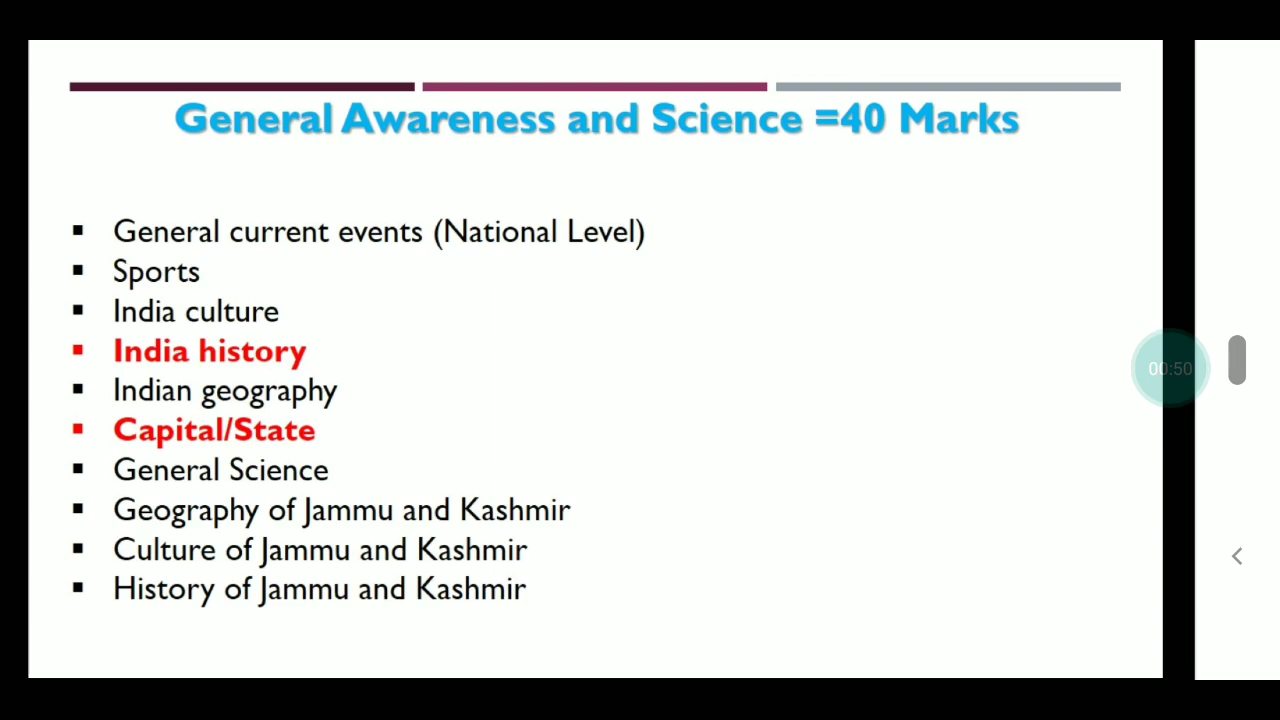 General Awareness and Science =40 Marks
General current events (National Level)
Sports
India culture
India history
Indian geography
Capital/State
General Science
Geography of Jammu and Kashmir
Culture of Jammu and Kashmir
History of Jammu and Kashmir
00:50